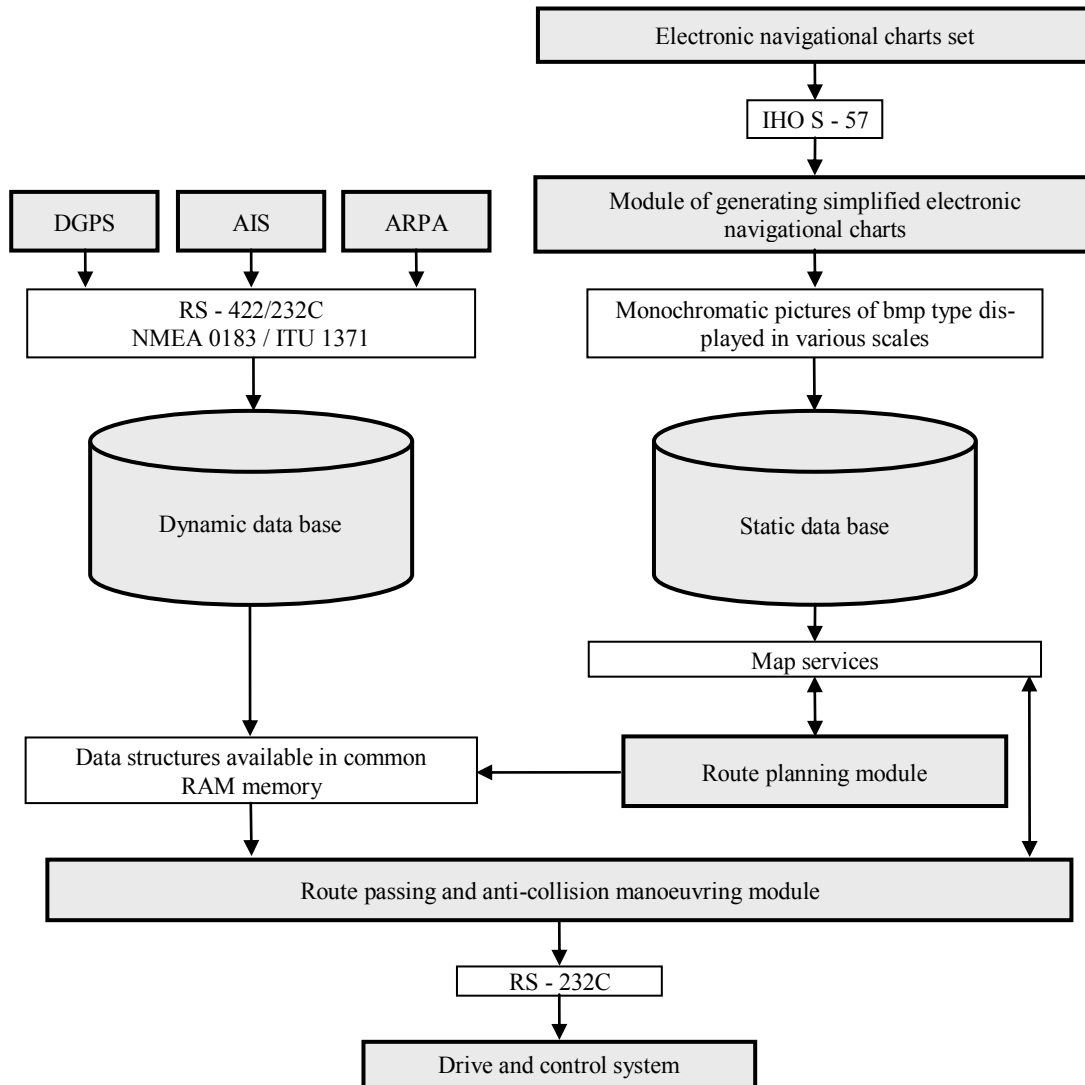 Electronic navigational charts set
IHO S - 57
Module of generating simplified electronic
navigational charts
DGPS
AIS
ARPA
RS - 422/232C
NMEA 0183 / ITU 1371
Monochromatic pictures of bmp type dis-
played in various scales
Dynamic data base
Static data base
Map services
Data structures available in common
RAM memory
Route planning module
Route passing and anti-collision manoeuvring module
RS - 232C
Drive and control system